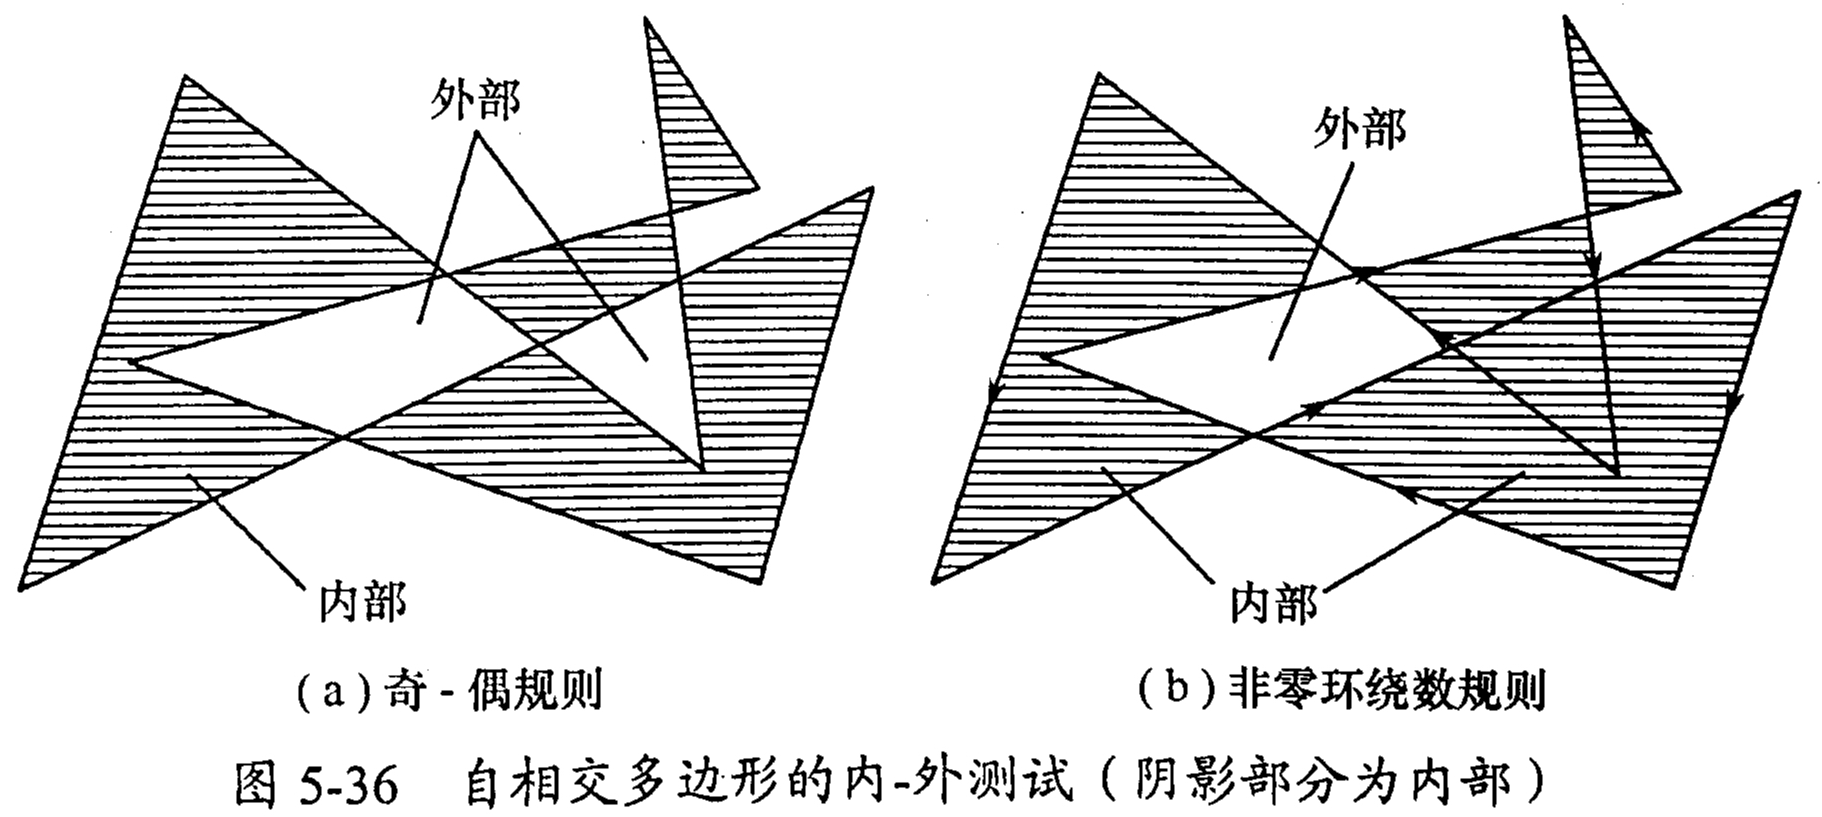 外部
外部
内部
内部
(a)奇-偶规则
(b)非零环绕数规则
图 5-36 自相交多边形的内-外测试(阴影部分为内部)